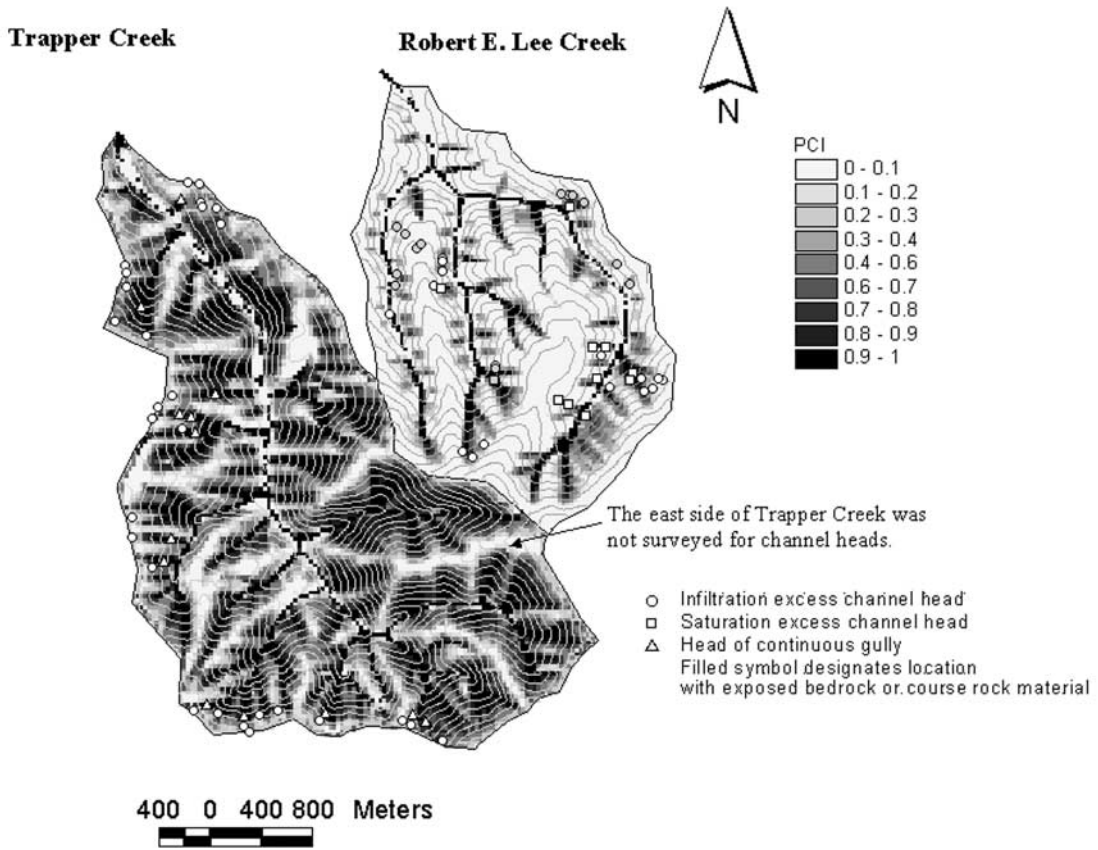 Trapper Creek
Robert E. Lee Creek
N
PCI
0 - 0.1
0.1 - 0.2
0.2 - 0.3
0.3 - 0.4
0.4 - 0.6
0.6 - 0.7
0.7 - 0.8
0.8 - 0.9
0.9 - 1
The east side of Trapper Creek was
not surveyed for channel heads.
Infiltration excess channel head
Saturation excess channel head
Head of continuous gully
Filled symbol designates location
with exposed bedrock or course rock material
400 0 400 800 Meters